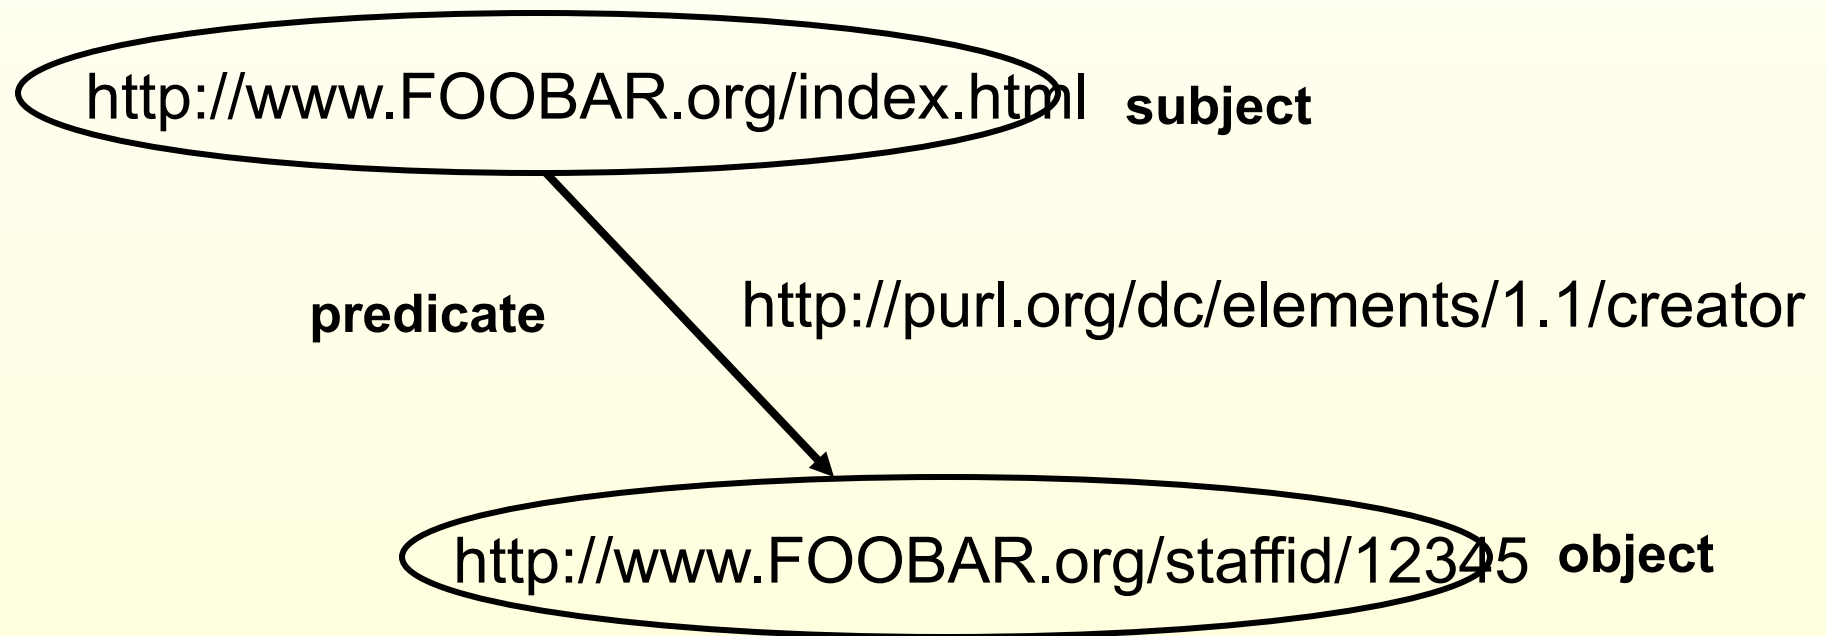 http://www.FOOBAR.org/index.html subject
predicate http://purl.org/dc/elements/1.1/creator
http://www.FOOBAR.org/staffid/12345 object